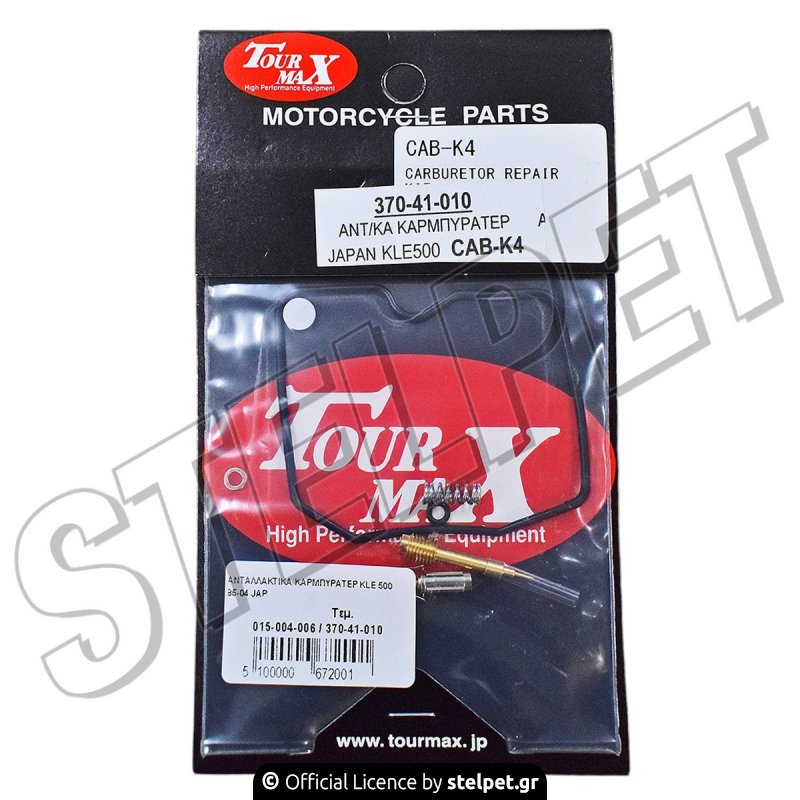 TOUR MAX
High Performance Equipment
MOTORCYCLE PARTS
CAB-K4
CARBURETOR REPAIR
370-41-010
ΑΝΤ/ΚΑ ΚΑΡΜΠΥΡΑΤΕΡ Α
JAPAN KLE500 CAB-K4
STELPET
TOUR MAX
High Performance Equipment
ΑΝΤΑΛΛΑΚΤΙΚΑ ΚΑΡΜΠΥΡΑΤΕΡ KLE 500
95-04 JAP
Τεμ.
015-004-006 / 370-41-010
5 100000 672001
www.tourmax.jp
© Official Licence by stelpet.gr